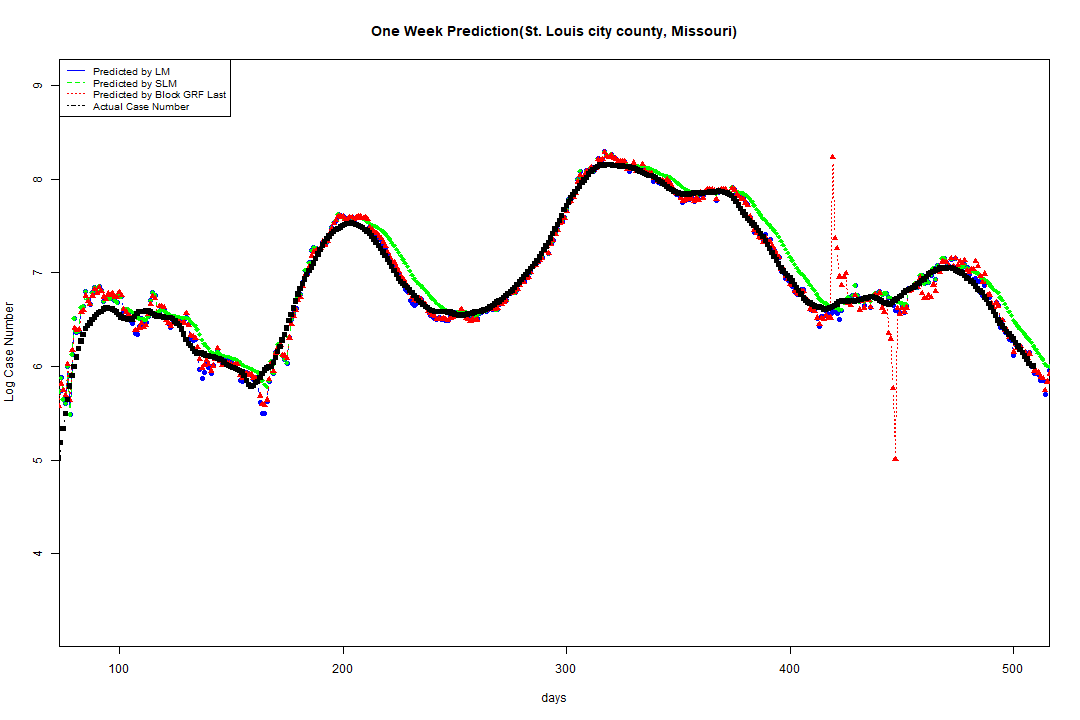 One Week Prediction(St. Louis city county, Missouri)
Predicted by LM
Predicted by SLM
Predicted by Block GRF Last
Actual Case Number
Log Case Number
9
8
7
6
5
4
100 200 300 400 500
days